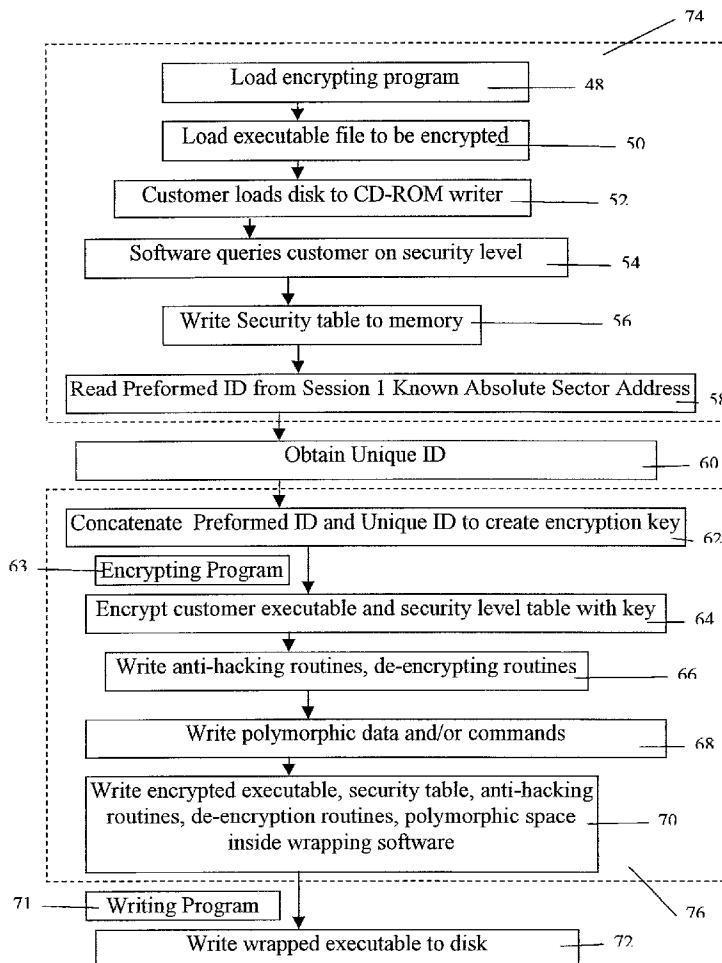 74
Load encrypting program
48
Load executable file to be encrypted
50
Customer loads disk to CD-ROM writer
52
Software queries customer on security level
54
Write Security table to memory
56
Read Preformed ID from Session 1 Known Absolute Sector Address
58
Obtain Unique ID
60
Concatenate Preformed ID and Unique ID to create encryption key
62
63
Encrypting Program
Encrypt customer executable and security level table with key
64
Write anti-hacking routines, de-encrypting routines
66
Write polymorphic data and/or commands
68
Write encrypted executable, security table, anti-hacking
routines, de-encryption routines, polymorphic space
inside wrapping software
70
71
Writing Program
76
Write wrapped executable to disk
72